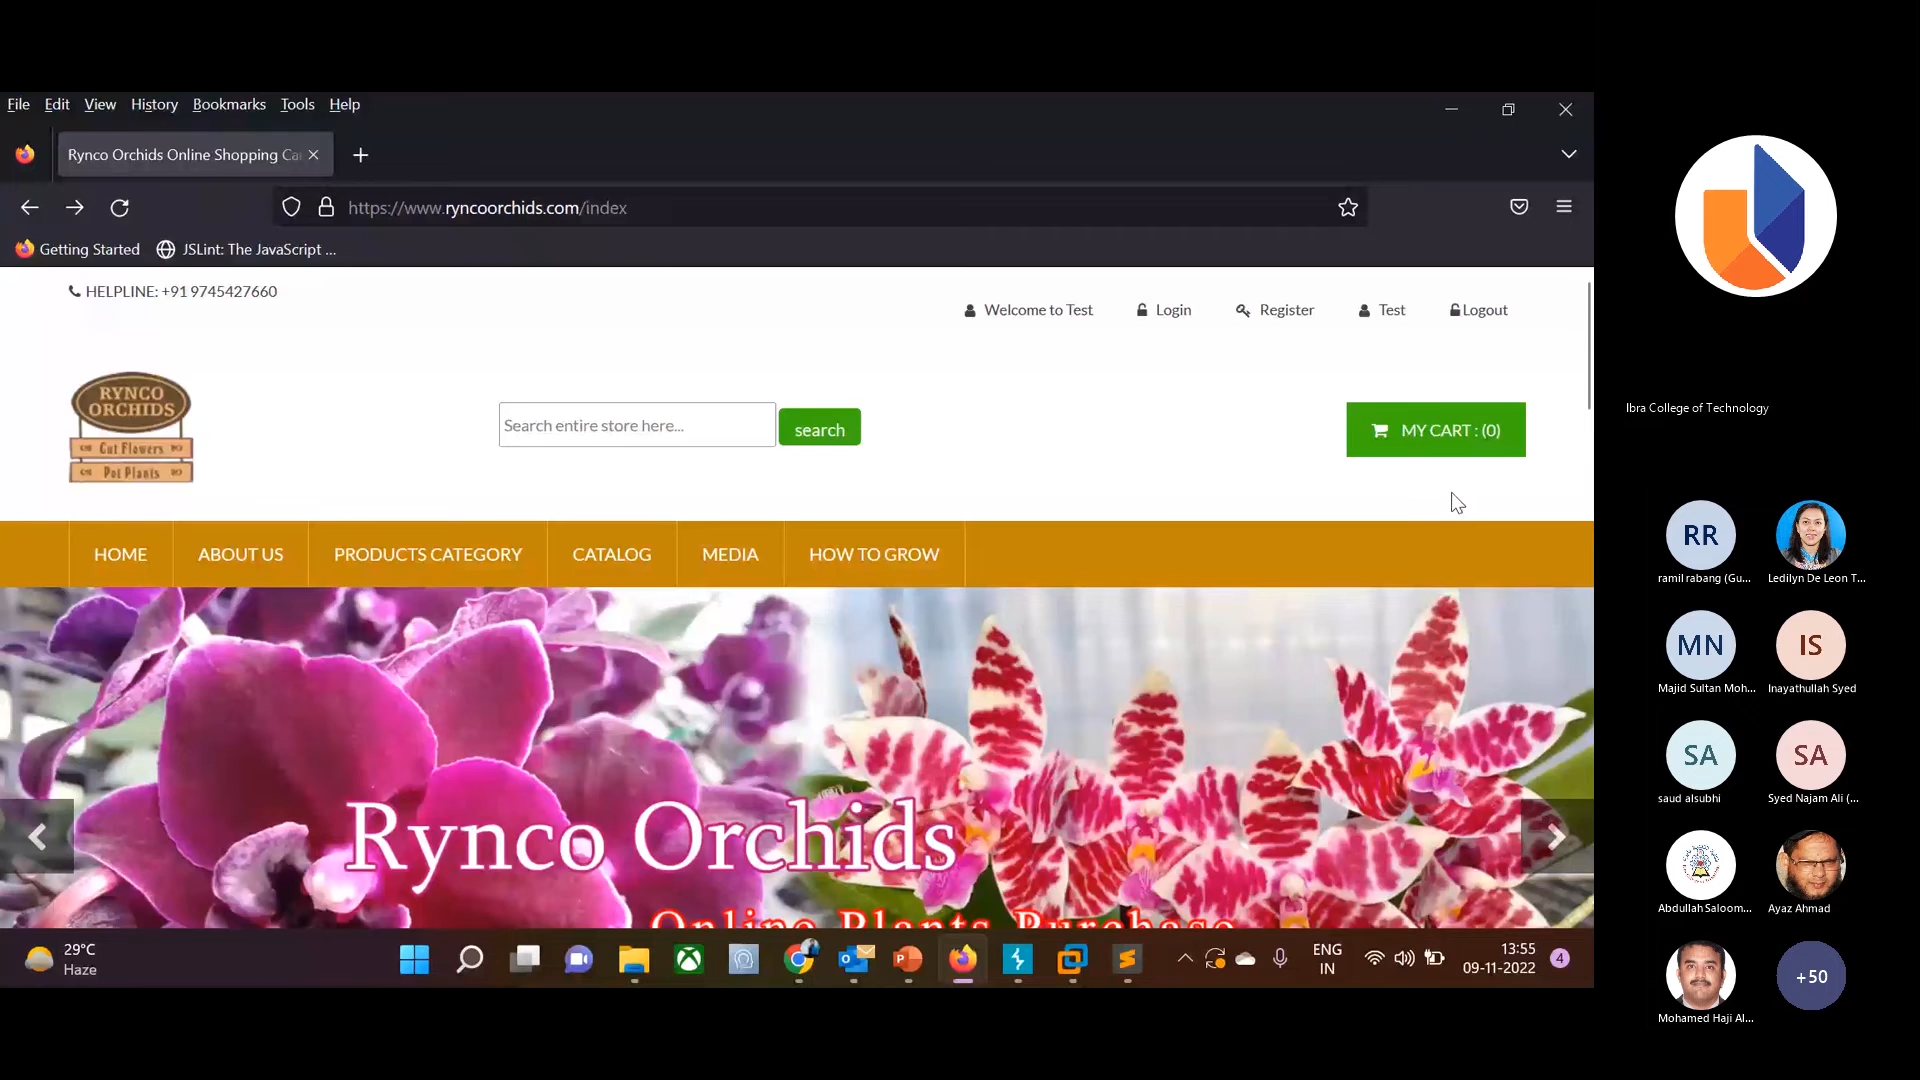 File Edit View History Bookmarks Tools Help
Rynco Orchids Online Shopping Ca
https://www.ryncoorchids.com/index
Getting Started JSLint: The JavaScript ...
HELPLINE: +91 9745427660
Welcome to Test Login Register Test Logout
RYNCO
ORCHIDS
Cut Flowers
Pot Plants
Search entire store here... search
MY CART : (0)
HOME ABOUT US PRODUCTS CATEGORY CATALOG MEDIA HOW TO GROW
Rynco Orchids
Online Plants Purchase
29°C
Haze
ENG
IN
13:55
09-11-2022
4
Ibra College of Technology
RR
ramil rabang (Gu...
Ledilyn De Leon T...
MN
Majid Sultan Moh...
IS
Inayathullah Syed
SA
saud alsubhi
SA
Syed Najam Ali (...
Abdullah Saloom...
Ayaz Ahmad
Mohamed Haji Al...
+50